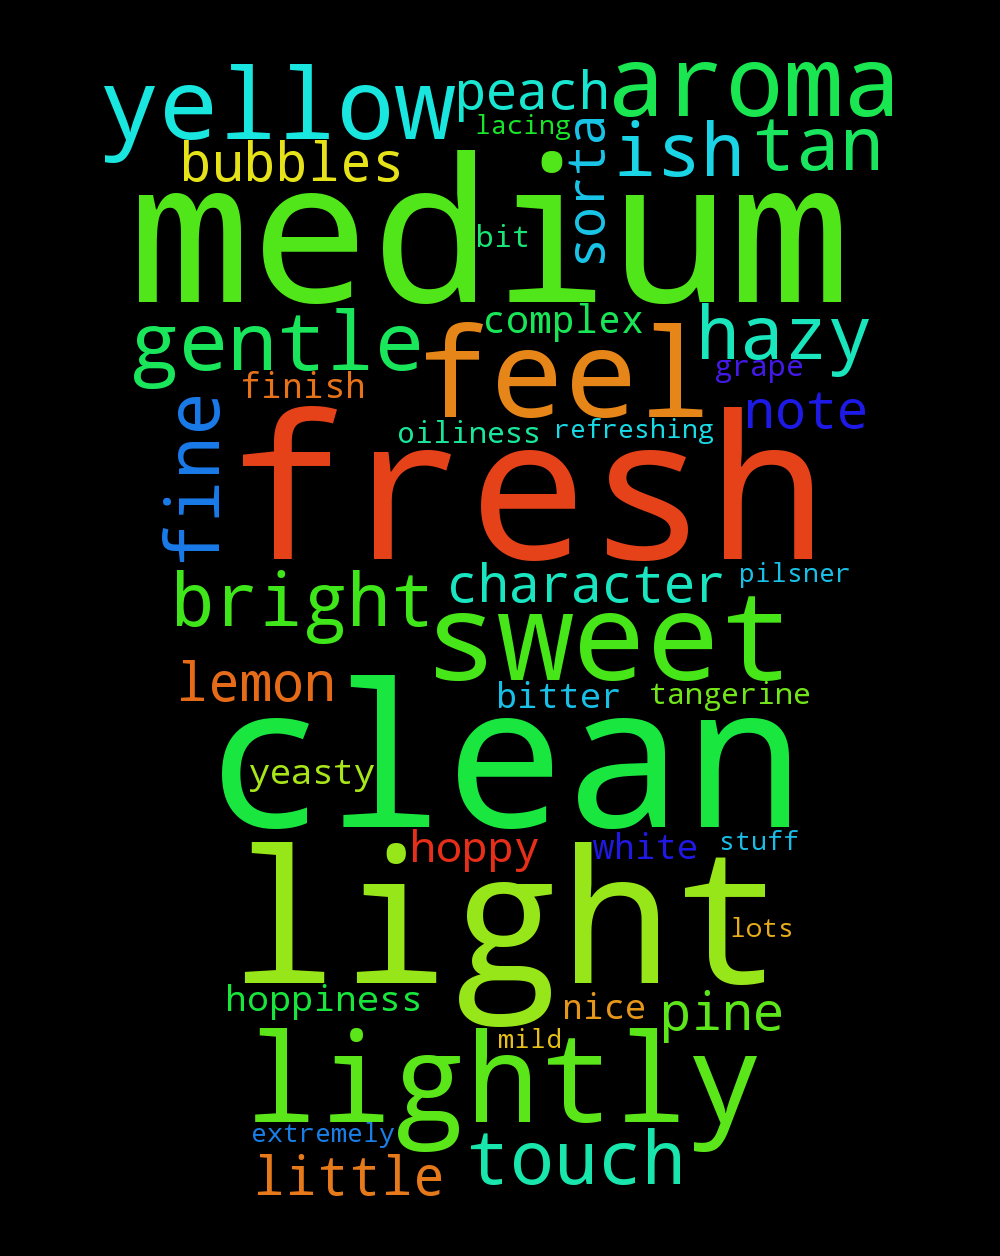 yellow peach aroma
lacing
bubbles sorta ish tan
medium
bit
gentle complex hazy
feel
finish grape
fine note
oiliness refreshing
fresh
bright character pilsner
sweet
lemon bitter tangerine
clean
yeasty
hoppy white stuff
light
lots
hoppiness nice pine
mild
lightly
extremely
little touch